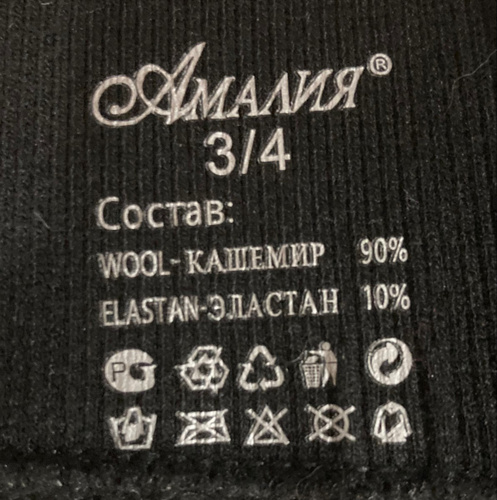 Амалия®
3/4
Состав:
WOOL-КАШЕМИР 90%
ELASTAN-ЭЛАСТАН 10%